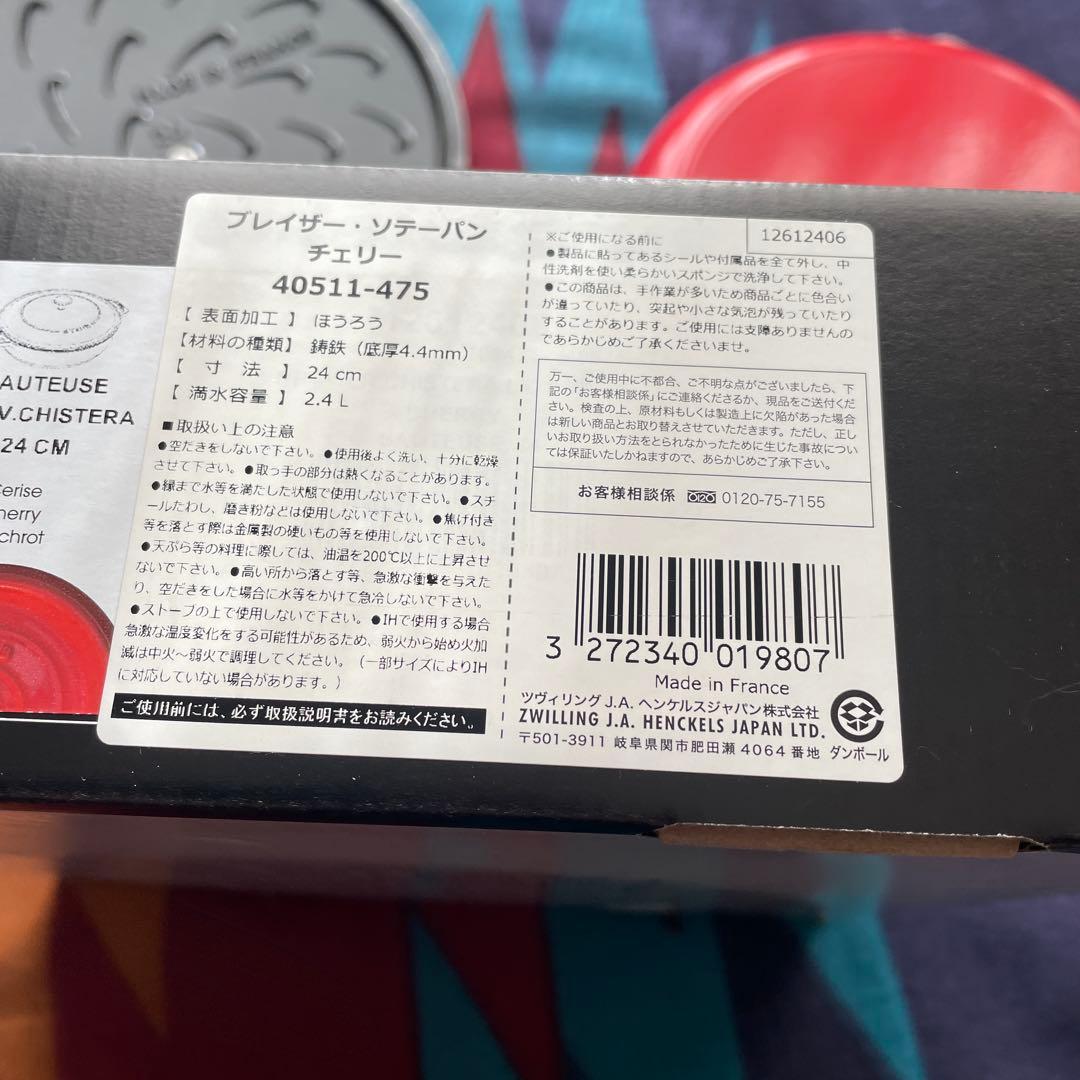 AUTEUSE
V.CHISTERA
24 CM
erise
herry
chrot
ブレイザー・ソテーパン
チェリー
40511-475
【 表面加工 】 ほうろう
【材料の種類】 鋳鉄（底厚4.4mm）
【 寸 法 】 24 cm
【 満水容量 】 2.4 L
■取扱い上の注意
●空だきをしないで下さい。●使用後よく洗い、十分に乾燥
させて下さい。●取っ手の部分は熱くなることがあります。
●縁まで水等を満たした状態で使用しないで下さい。●スチ
ールたわし、磨き粉などは使用しないで下さい。●焦げ付き
等を落とす際は金属製の硬いもの等を使用しないで下さい。
●天ぷら等の料理に際しては、油温を200℃以上に上昇させ
ないで下さい。●高い所から落とす等、急激な衝撃を与えた
り、空だきをした場合に水等をかけて急冷しないで下さい。
●ストーブの上で使用しないで下さい。●IHで使用する場合
急激な温度変化をする可能性があるため、弱火から始め火加
減は中火～弱火で調理してください。（一部サイズによりIH
に対応していない場合があります。）
ご使用前には、必ず取扱説明書をお読みください。
12612406
※ご使用になる前に
●製品に貼ってあるシールや付属品を全て外し、中
性洗剤を使い柔らかいスポンジで洗浄して下さい。
●この商品は、手作業が多いため商品ごとに色合い
が違っていたり、突起や小さな気泡が残っていたり
することがあります。ご使用には支障ありませんの
であらかじめご了承くださいませ。
万一、ご使用中に不都合、ご不明な点がございましたら、下
記の「お客様相談係」にご連絡くださるか、現品をご送付くだ
さい。検査の上、原材料もしくは製造上に欠陥があった場合
は新しい商品とお取り替えさせていただきます。ただし、正し
いお取り扱い方法をとられなかったために生じた事故につい
ては保証いたしかねますので、あらかじめご了承下さい。
お客様相談係 0120-75-7155
3 272340 019807
Made in France
ツヴィリング J.A. ヘンケルスジャパン株式会社
ZWILLING J.A. HENCKELS JAPAN LTD.
〒501-3911 岐阜県関市肥田瀬 4064 番地 ダンボール